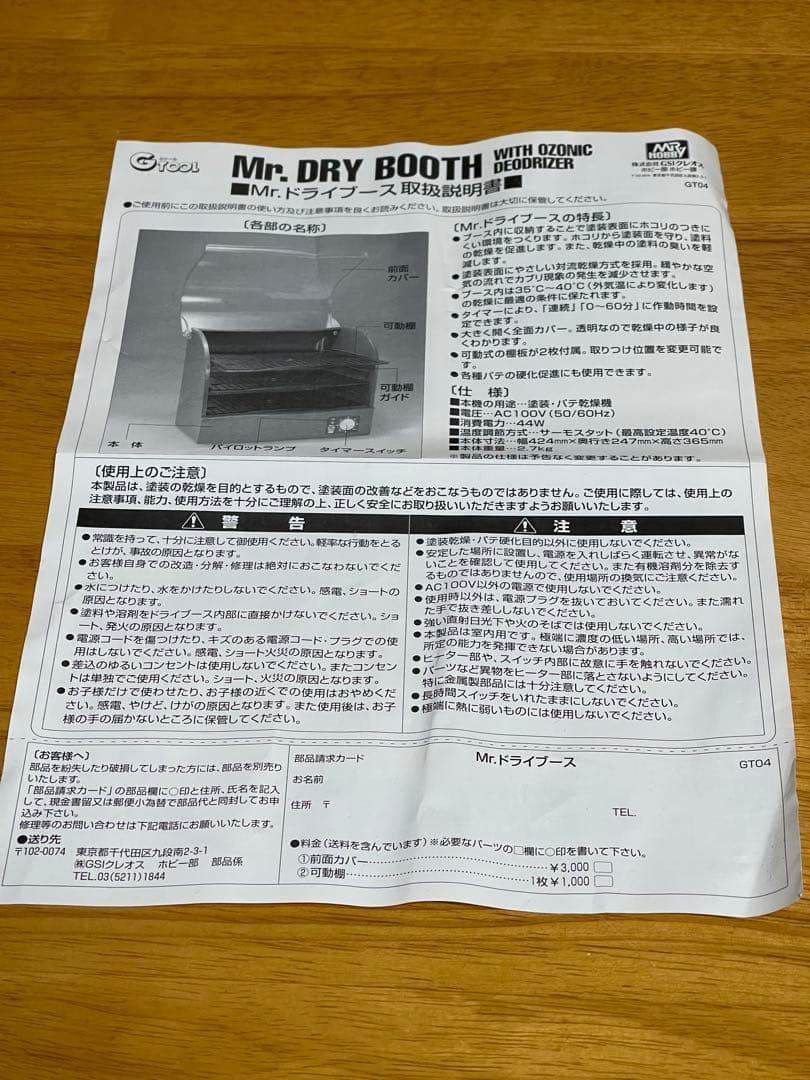 Gツール
G TOOL
Mr. DRY BOOTH WITH OZONIC DEODRIZER
■Mr.ドライブース取扱説明書■
MR HOBBY
株式会社 GSIクレオス
ホビー部 ホビー課
GT04
●ご使用前にこの取扱説明書の使い方及び注意事項を良くお読みください。取扱説明書は大切に保管してください。
〔各部の名称〕
前面
カバー
可動棚
可動棚
ガイド
本 体
パイロットランプ
タイマースイッチ
〔Mr.ドライブースの特長〕
●ブース内に収納することで塗装表面にホコリのつきに
くい環境をつくります。ホコリから塗装面を守り、塗料
の乾燥を促進します。また、乾燥中の塗料の臭いを軽
減します。
●塗装表面にやさしい対流乾燥方式を採用。緩やかな空
気の流れでカブリ現象の発生を減少させます。
●ブース内は35℃〜40℃(外気温により変化します)
の乾燥に最適の条件に保たれます。
●タイマーにより、「連続」「0〜60分」に作動時間を設
定できます。
●大きく開く全面カバー。透明なので乾燥中の様子が良
くわかります。
●可動式の棚板が2枚付属。取りつけ位置を変更可能で
す。
●各種パテの硬化促進にも使用できます。
〔仕 様〕
■本機の用途…塗装・パテ乾燥機
■電圧…AC100V(50/60Hz)
■消費電力…44W
■温度調節方式…サーモスタット(最高設定温度40℃)
■本体寸法…幅424mm×奥行き247mm×高さ365mm
■本体重量…2.7kg
※製品の仕様は予告なく変更することがあります。
〔使用上のご注意〕
本製品は、塗装の乾燥を目的とするもので、塗装面の改善などをおこなうものではありません。ご使用に際しては、使用上の
注意事項、能力、使用方法を十分にご理解の上、正しく安全にお取り扱いいただきますようお願いいたします。
⚠ 警 告
●常識を持って、十分に注意して御使用ください。軽率な行動をとる
とけが、事故の原因となります。
●お客様自身での改造・分解・修理は絶対におこなわないでくだ
さい。
●水につけたり、水をかけたりしないでください。感電、ショートの
原因となります。
●塗料や溶剤をドライブース内部に直接かけないでください。ショー
ト、発火の原因となります。
●電源コードを傷つけたり、キズのある電源コード・プラグでの使
用はしないでください。感電、ショート火災の原因となります。
●差込のゆるいコンセントは使用しないでください。またコンセン
トは単独でご使用ください。ショート、火災の原因となります。
●お子様だけで使わせたり、お子様の近くでの使用はおやめくだ
さい。感電、やけど、けがの原因となります。また使用後は、お子
様の手の届かないところに保管してください。
⚠ 注 意
●塗装乾燥・パテ硬化目的以外に使用しないでください。
●安定した場所に設置し、電源を入れしばらく運転させ、異常がな
いことを確認して使用してください。また有機溶剤分を除去す
るものではありませんので、使用場所の換気にご注意ください。
●AC100V以外の電源で使用しないでください。
●使用時以外は、電源プラグを抜いておいてください。また濡れ
た手で抜き差ししないでください。
●強い直射日光下や火のそばでは使用しないでください。
●本製品は室内用です。極端に濃度の低い場所、高い場所では、
所定の能力を発揮できない場合があります。
●ヒーター部や、スイッチ内部に故意に手を触れないでください。
●パーツなど異物をヒーター部に落とさないようにしてください。
特に金属製部品には十分注意してください。
●長時間スイッチをいれたままにしないでください。
●極端に熱に弱いものには使用しないでください。
〔お客様へ〕
部品を紛失したり破損してしまった方には、部品を別売り
いたします。
「部品請求カード」の部品欄に○印と住所、氏名を記入
して、現金書留又は郵便小為替で部品代と同封してお申
込み下さい。
修理等のお問い合わせは下記電話にお願いいたします。
●送り先
〒102-0074 東京都千代田区九段南2-3-1
㈱GSIクレオス ホビー部 部品係
TEL.03(5211)1844
部品請求カード
Mr.ドライブース
GT04
お名前
住所 〒
TEL.
●料金(送料を含んでいます)※必要なパーツの□欄に○印を書いて下さい。
①前面カバー……………………………¥3,000 □
②可動棚……………………………1枚¥1,000 □